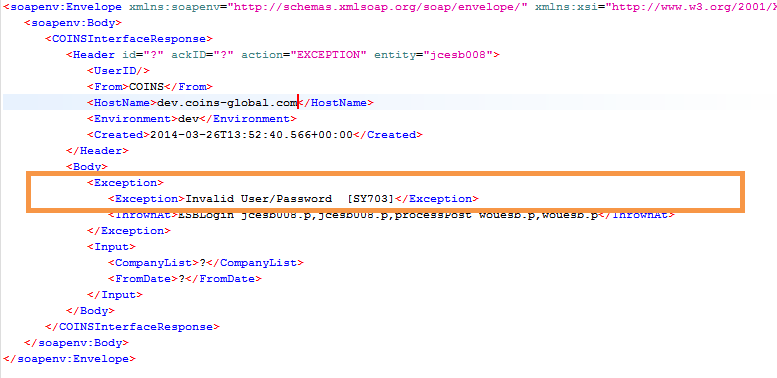 <soapenv:Envelope xmlns:soapenv="http://schemas.xmlsoap.org/soap/envelope/" xmlns:xsi="http://www.w3.org/2001/X
<soapenv:Body>
<COINSInterfaceResponse>
<Header id="?" ackID="?" action="EXCEPTION" entity="jcesb008">
<UserID/>
<From>COINS</From>
<HostName>dev.coins-global.com</HostName>
<Environment>dev</Environment>
<Created>2014-03-26T13:52:40.566+00:00</Created>
</Header>
<Body>
<Exception>
<Exception>Invalid User/Password  [SY703]</Exception>
<ThrownAt>ESBLogin jcesb008.p,jcesb008.p,processPost wouesb.p,wouesb.p</ThrownAt>
</Exception>
<Input>
<CompanyList>?</CompanyList>
<FromDate>?</FromDate>
</Input>
</Body>
</COINSInterfaceResponse>
</soapenv:Body>
</soapenv:Envelope>